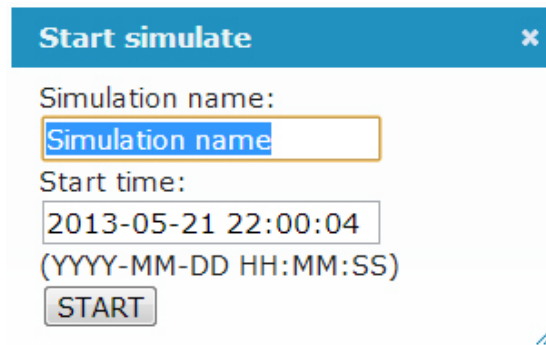 Start simulate
Simulation name:
Simulation name
Start time:
2013-05-21 22:00:04
(YYYY-MM-DD HH:MM:SS)
START